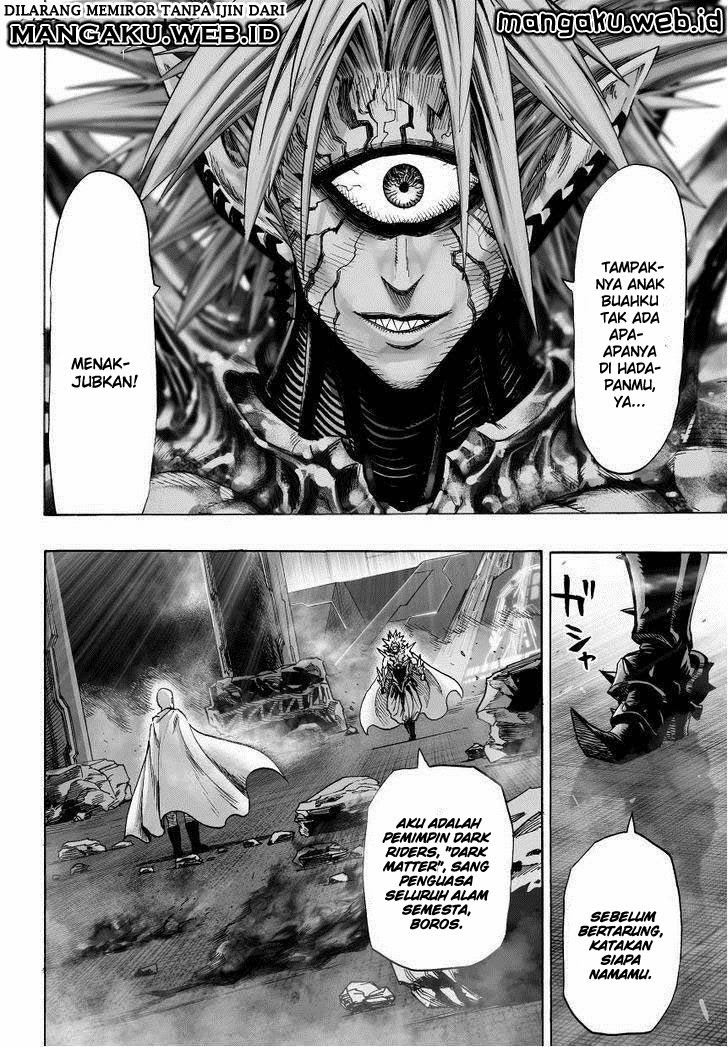 DILARANG MEMIROR TANPA IJIN DARI
MANGAKU.WEB.ID
mangaku.web.id
TAMPAK-
NYA ANAK
BUAHKU
TAK ADA
APA-
APANYA
DI HADA-
PANMU,
YA...
MENAK-
JUBKAN!
ガシャ
SEBELUM
BERTARUNG,
KATAKAN
SIAPA
NAMAMU.
AKU ADALAH
PEMIMPIN DARK
RIDERS, "DARK
MATTER", SANG
PENGUASA
SELURUH ALAM
SEMESTA,
BOROS.